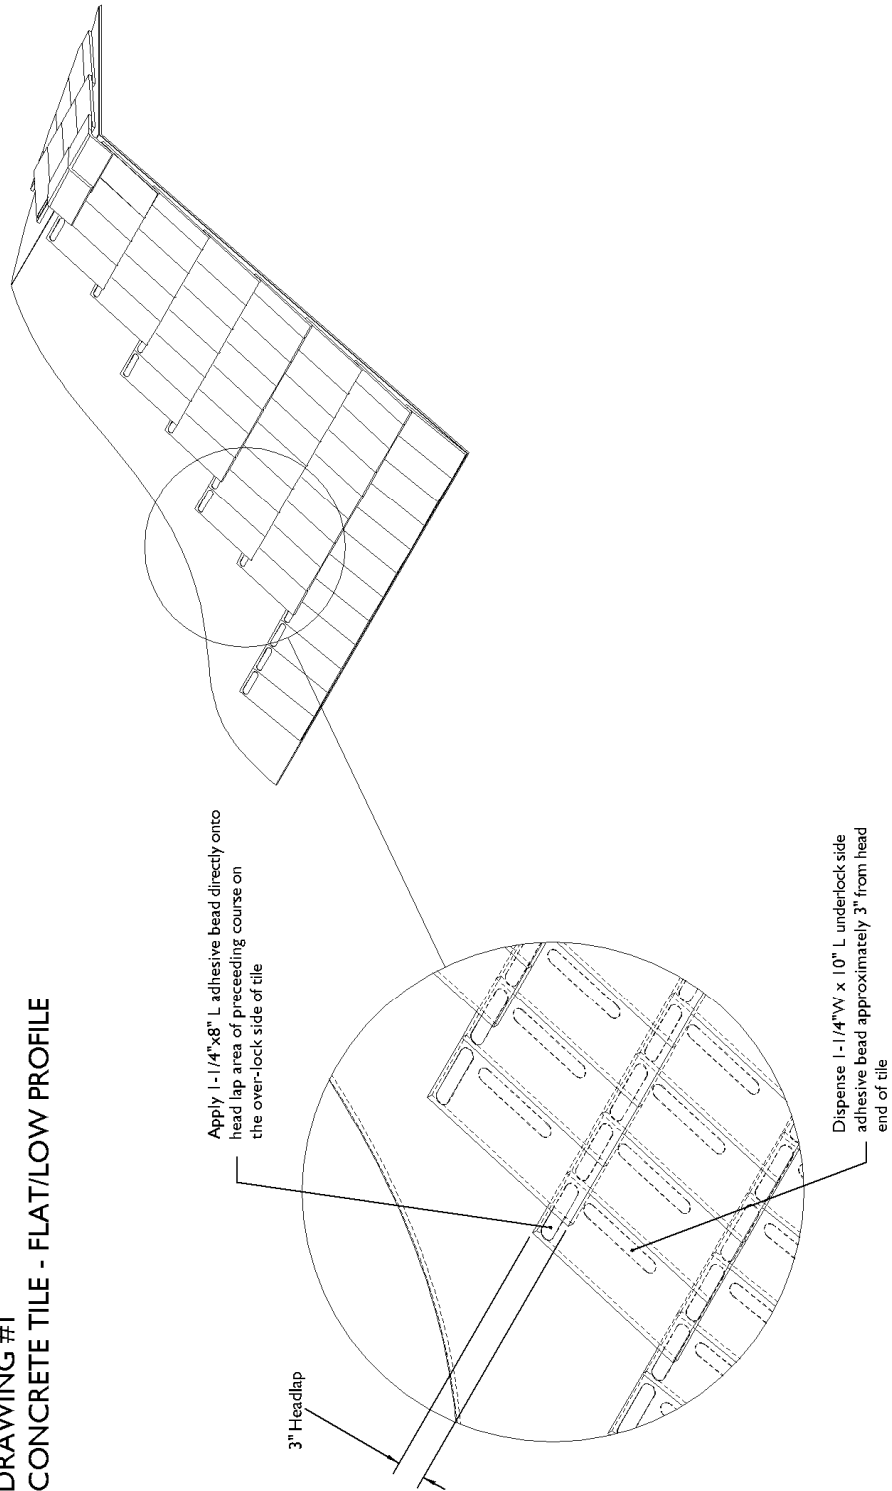 DRAWING #1
CONCRETE TILE - FLAT/LOW PROFILE
Apply 1-1/4"x8" L adhesive bead directly onto
head lap area of preceeding course on
the over-lock side of tile
3" Headlap
Dispense 1-1/4"W x 10" L underlock side
adhesive bead approximately 3" from head
end of tile